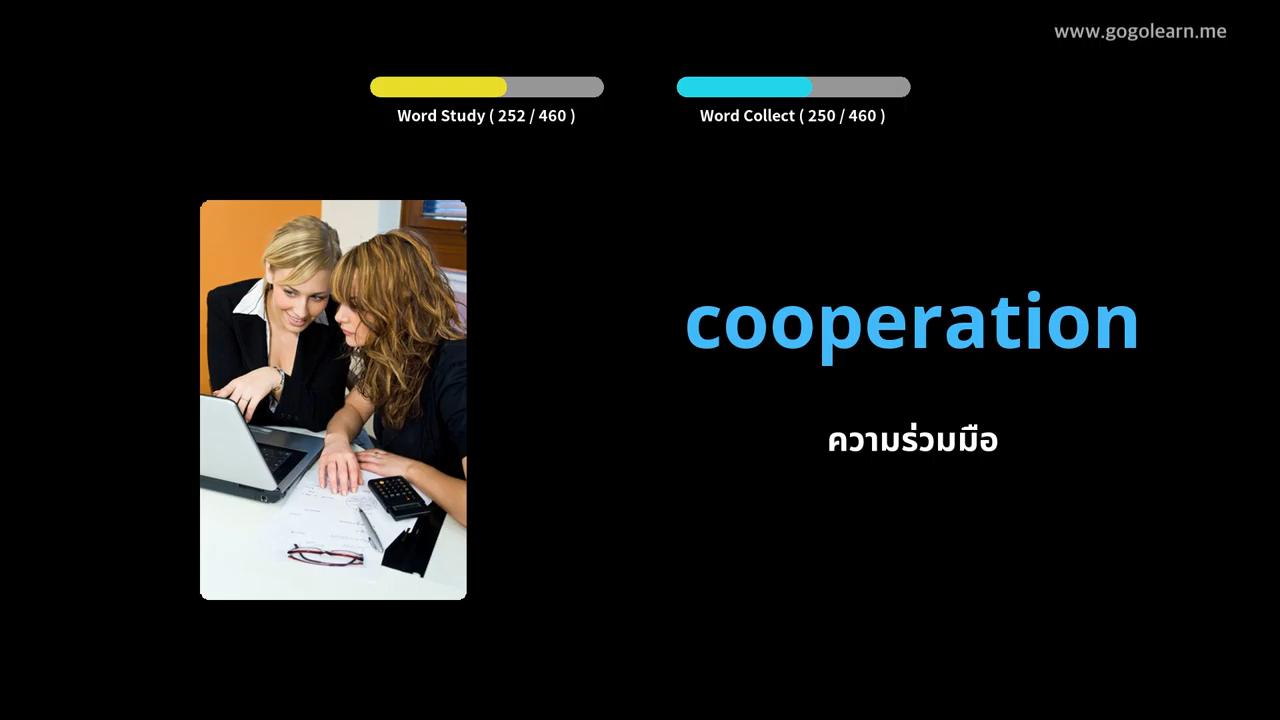 www.gogolearn.me
Word Study ( 252 / 460 )
Word Collect ( 250 / 460 )
cooperation
ความร่วมมือ